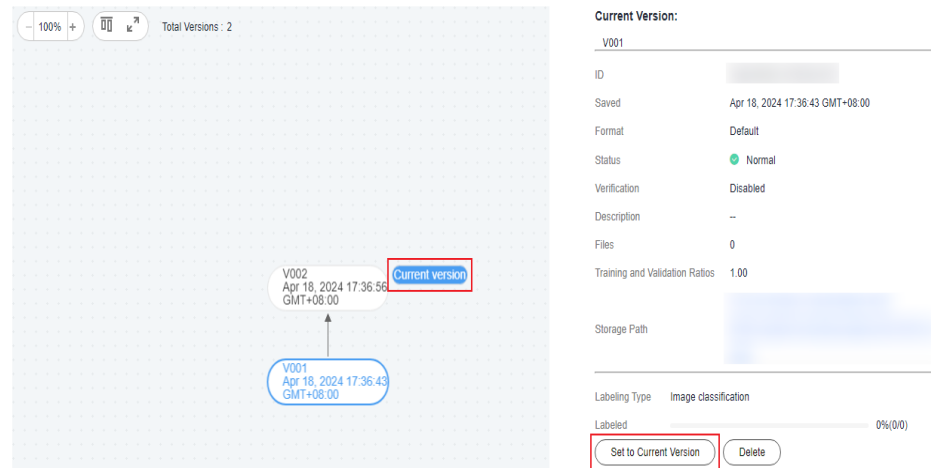 100%
Total Versions : 2
V002
Apr 18, 2024 17:36:56
GMT+08:00
Current version
V001
Apr 18, 2024 17:36:43
GMT+08:00
Current Version:
V001
ID
Saved Apr 18, 2024 17:36:43 GMT+08:00
Format Default
Status Normal
Verification Disabled
Description --
Files 0
Training and Validation Ratios 1.00
Storage Path
Labeling Type Image classification
Labeled 0%(0/0)
Set to Current Version Delete